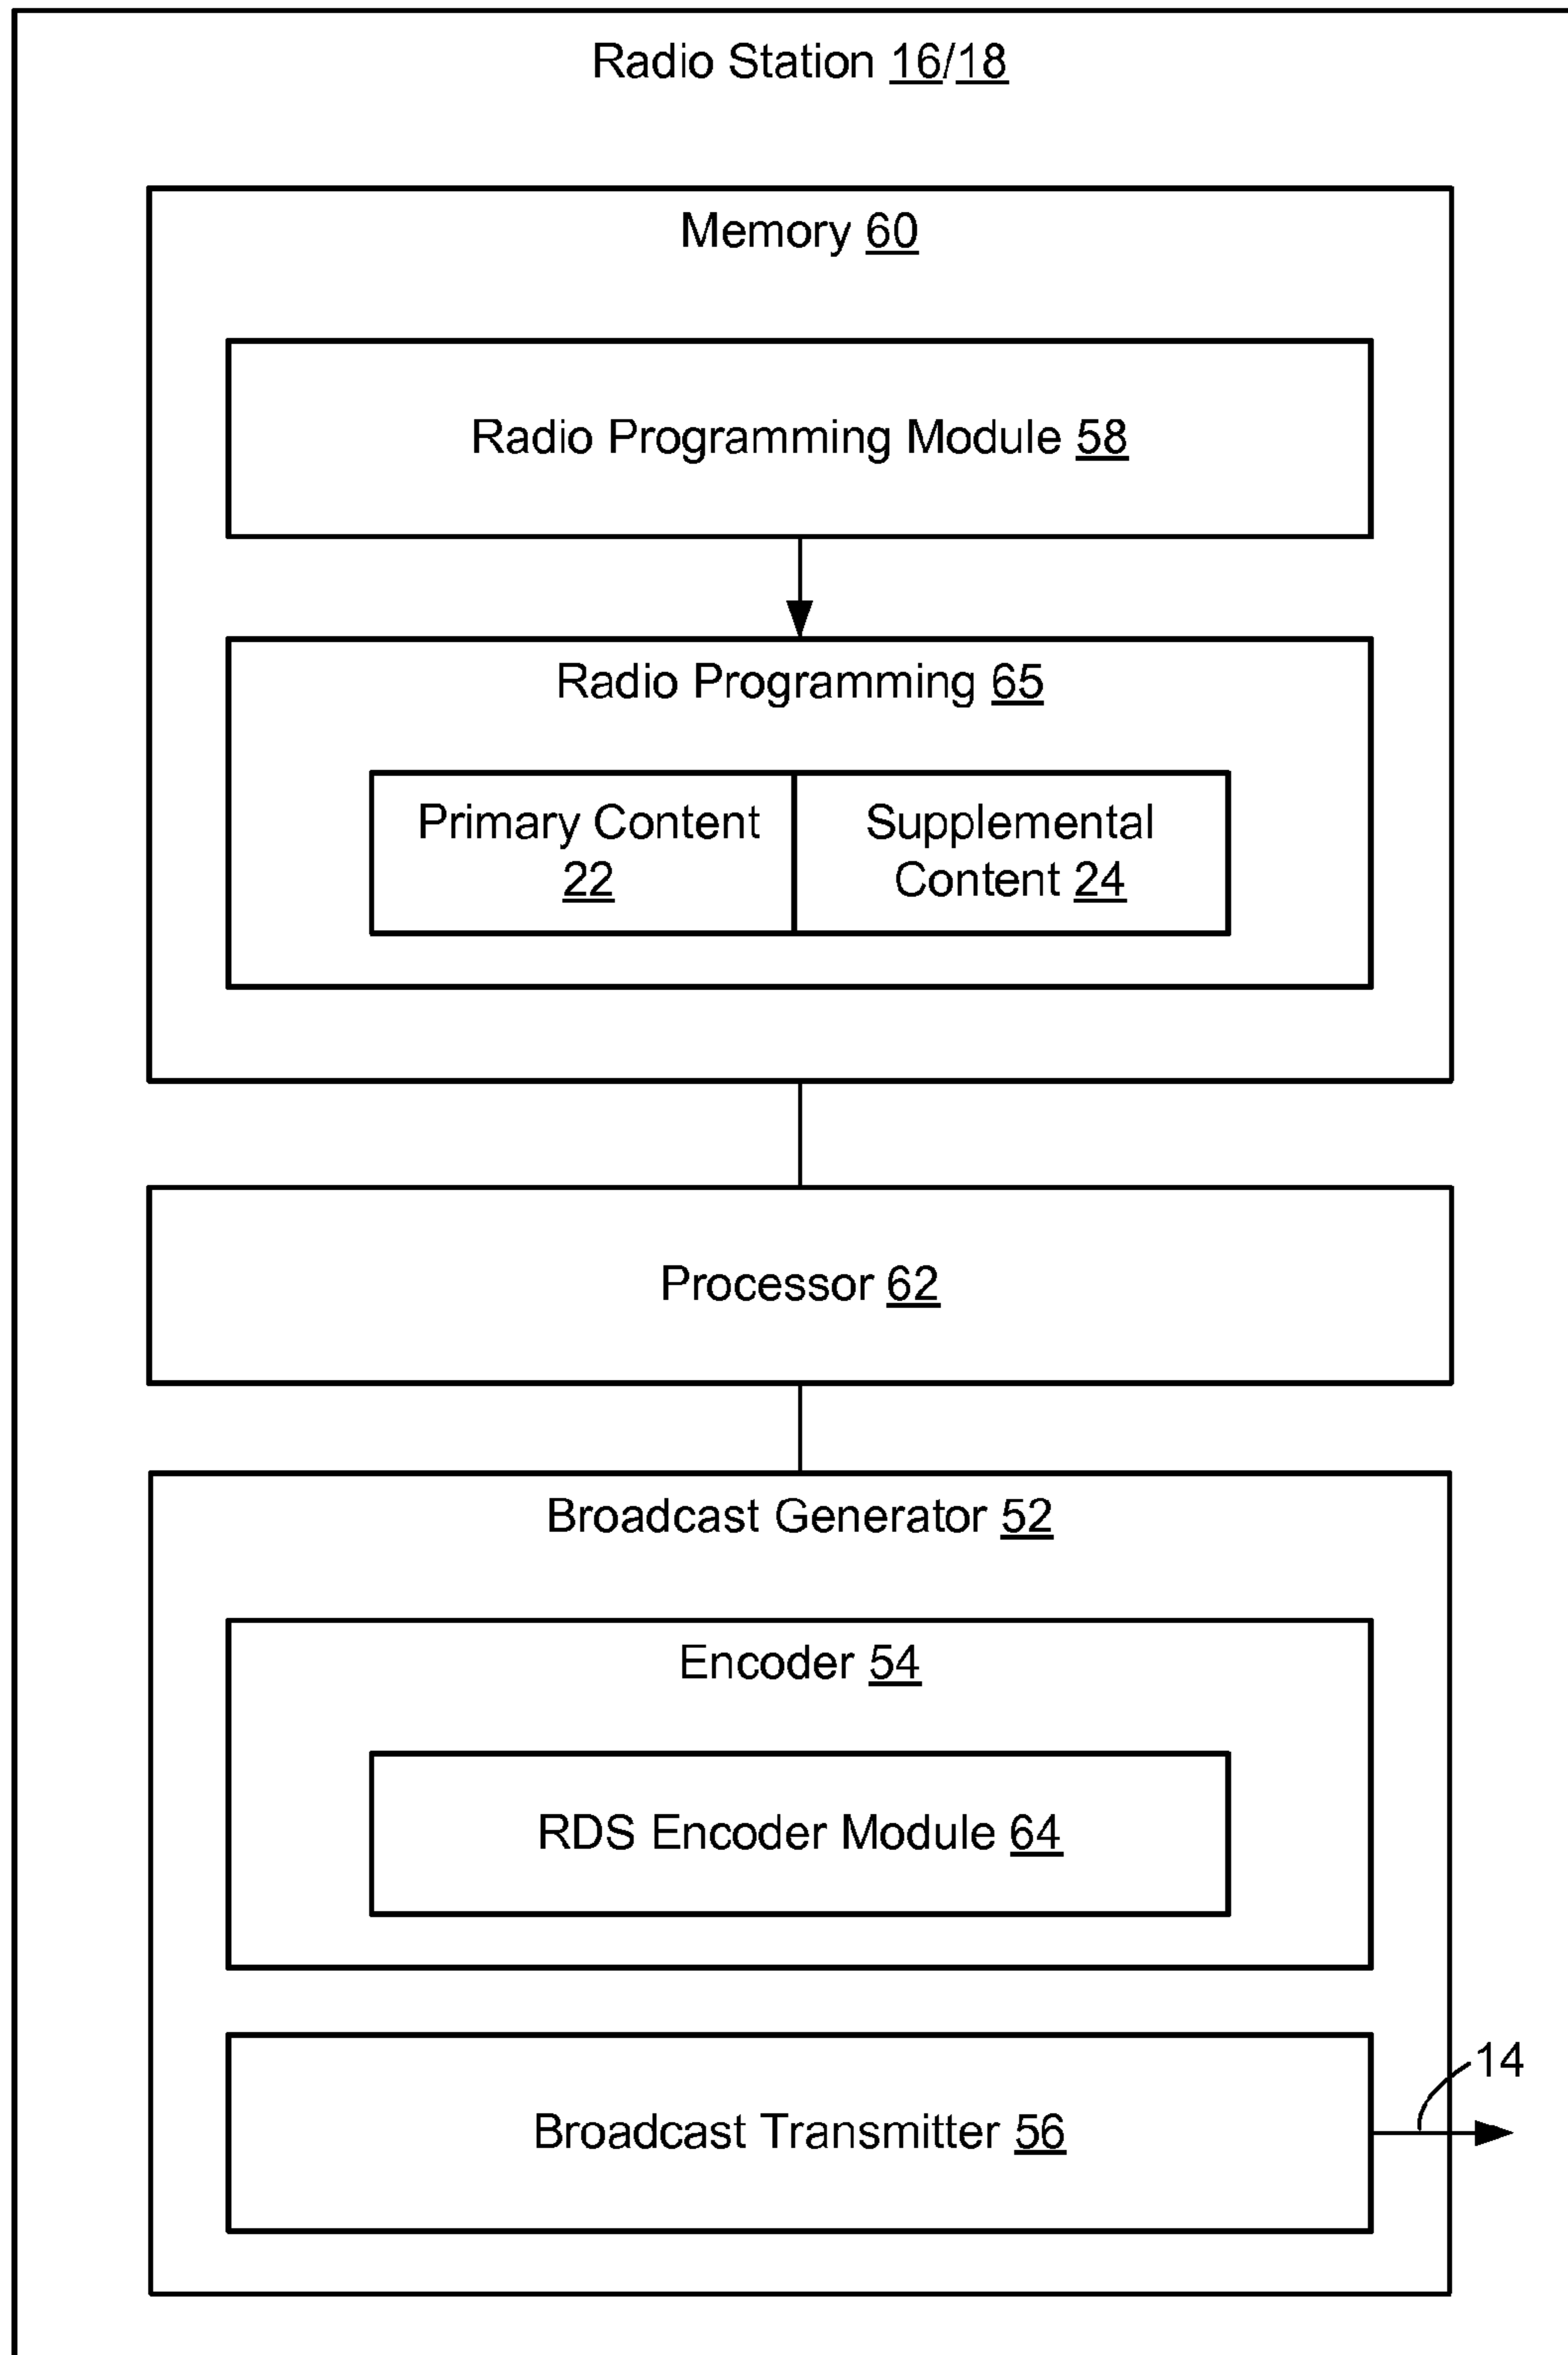 Radio Station 16/18
Memory 60
Radio Programming Module 58
Radio Programming 65
Primary Content
22
Supplemental
Content 24
Processor 62
Broadcast Generator 52
Encoder 54
RDS Encoder Module 64
14
Broadcast Transmitter 56